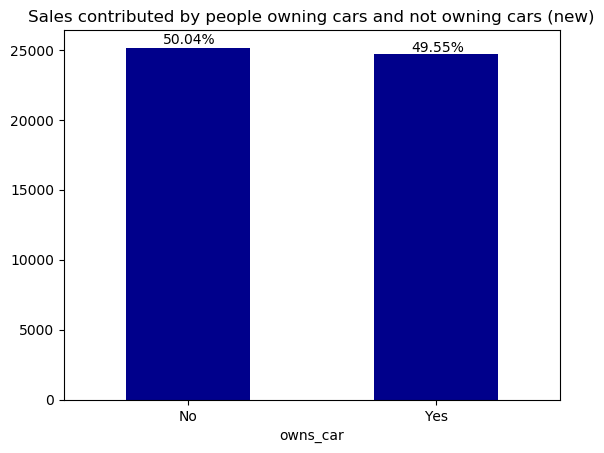 Sales contributed by people owning cars and not owning cars (new)
50.04%
49.55%
25000
20000
15000
10000
5000
0
No
Yes
owns_car